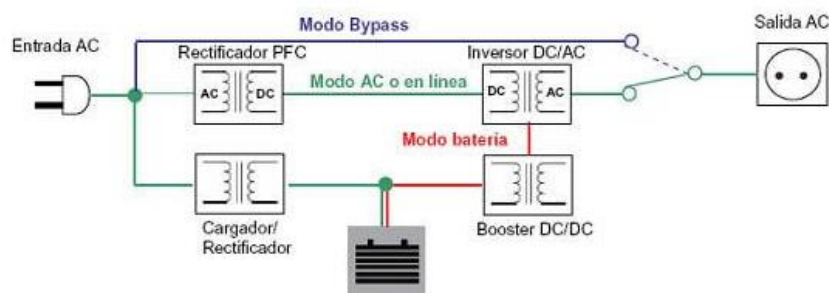 Modo Bypass
Salida AC
Entrada AC
Rectificador PFC
Inversor DC/AC
AC
DC
Modo AC o en línea
DC
AC
Modo batería
Cargador/
Rectificador
Booster DC/DC